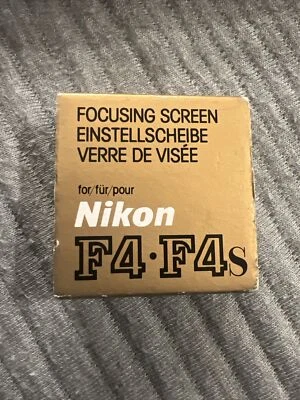 FOCUSING SCREEN
EINSTELLSCHEIBE
VERRE DE VISÉE
for/für/pour
Nikon
F4·F4s